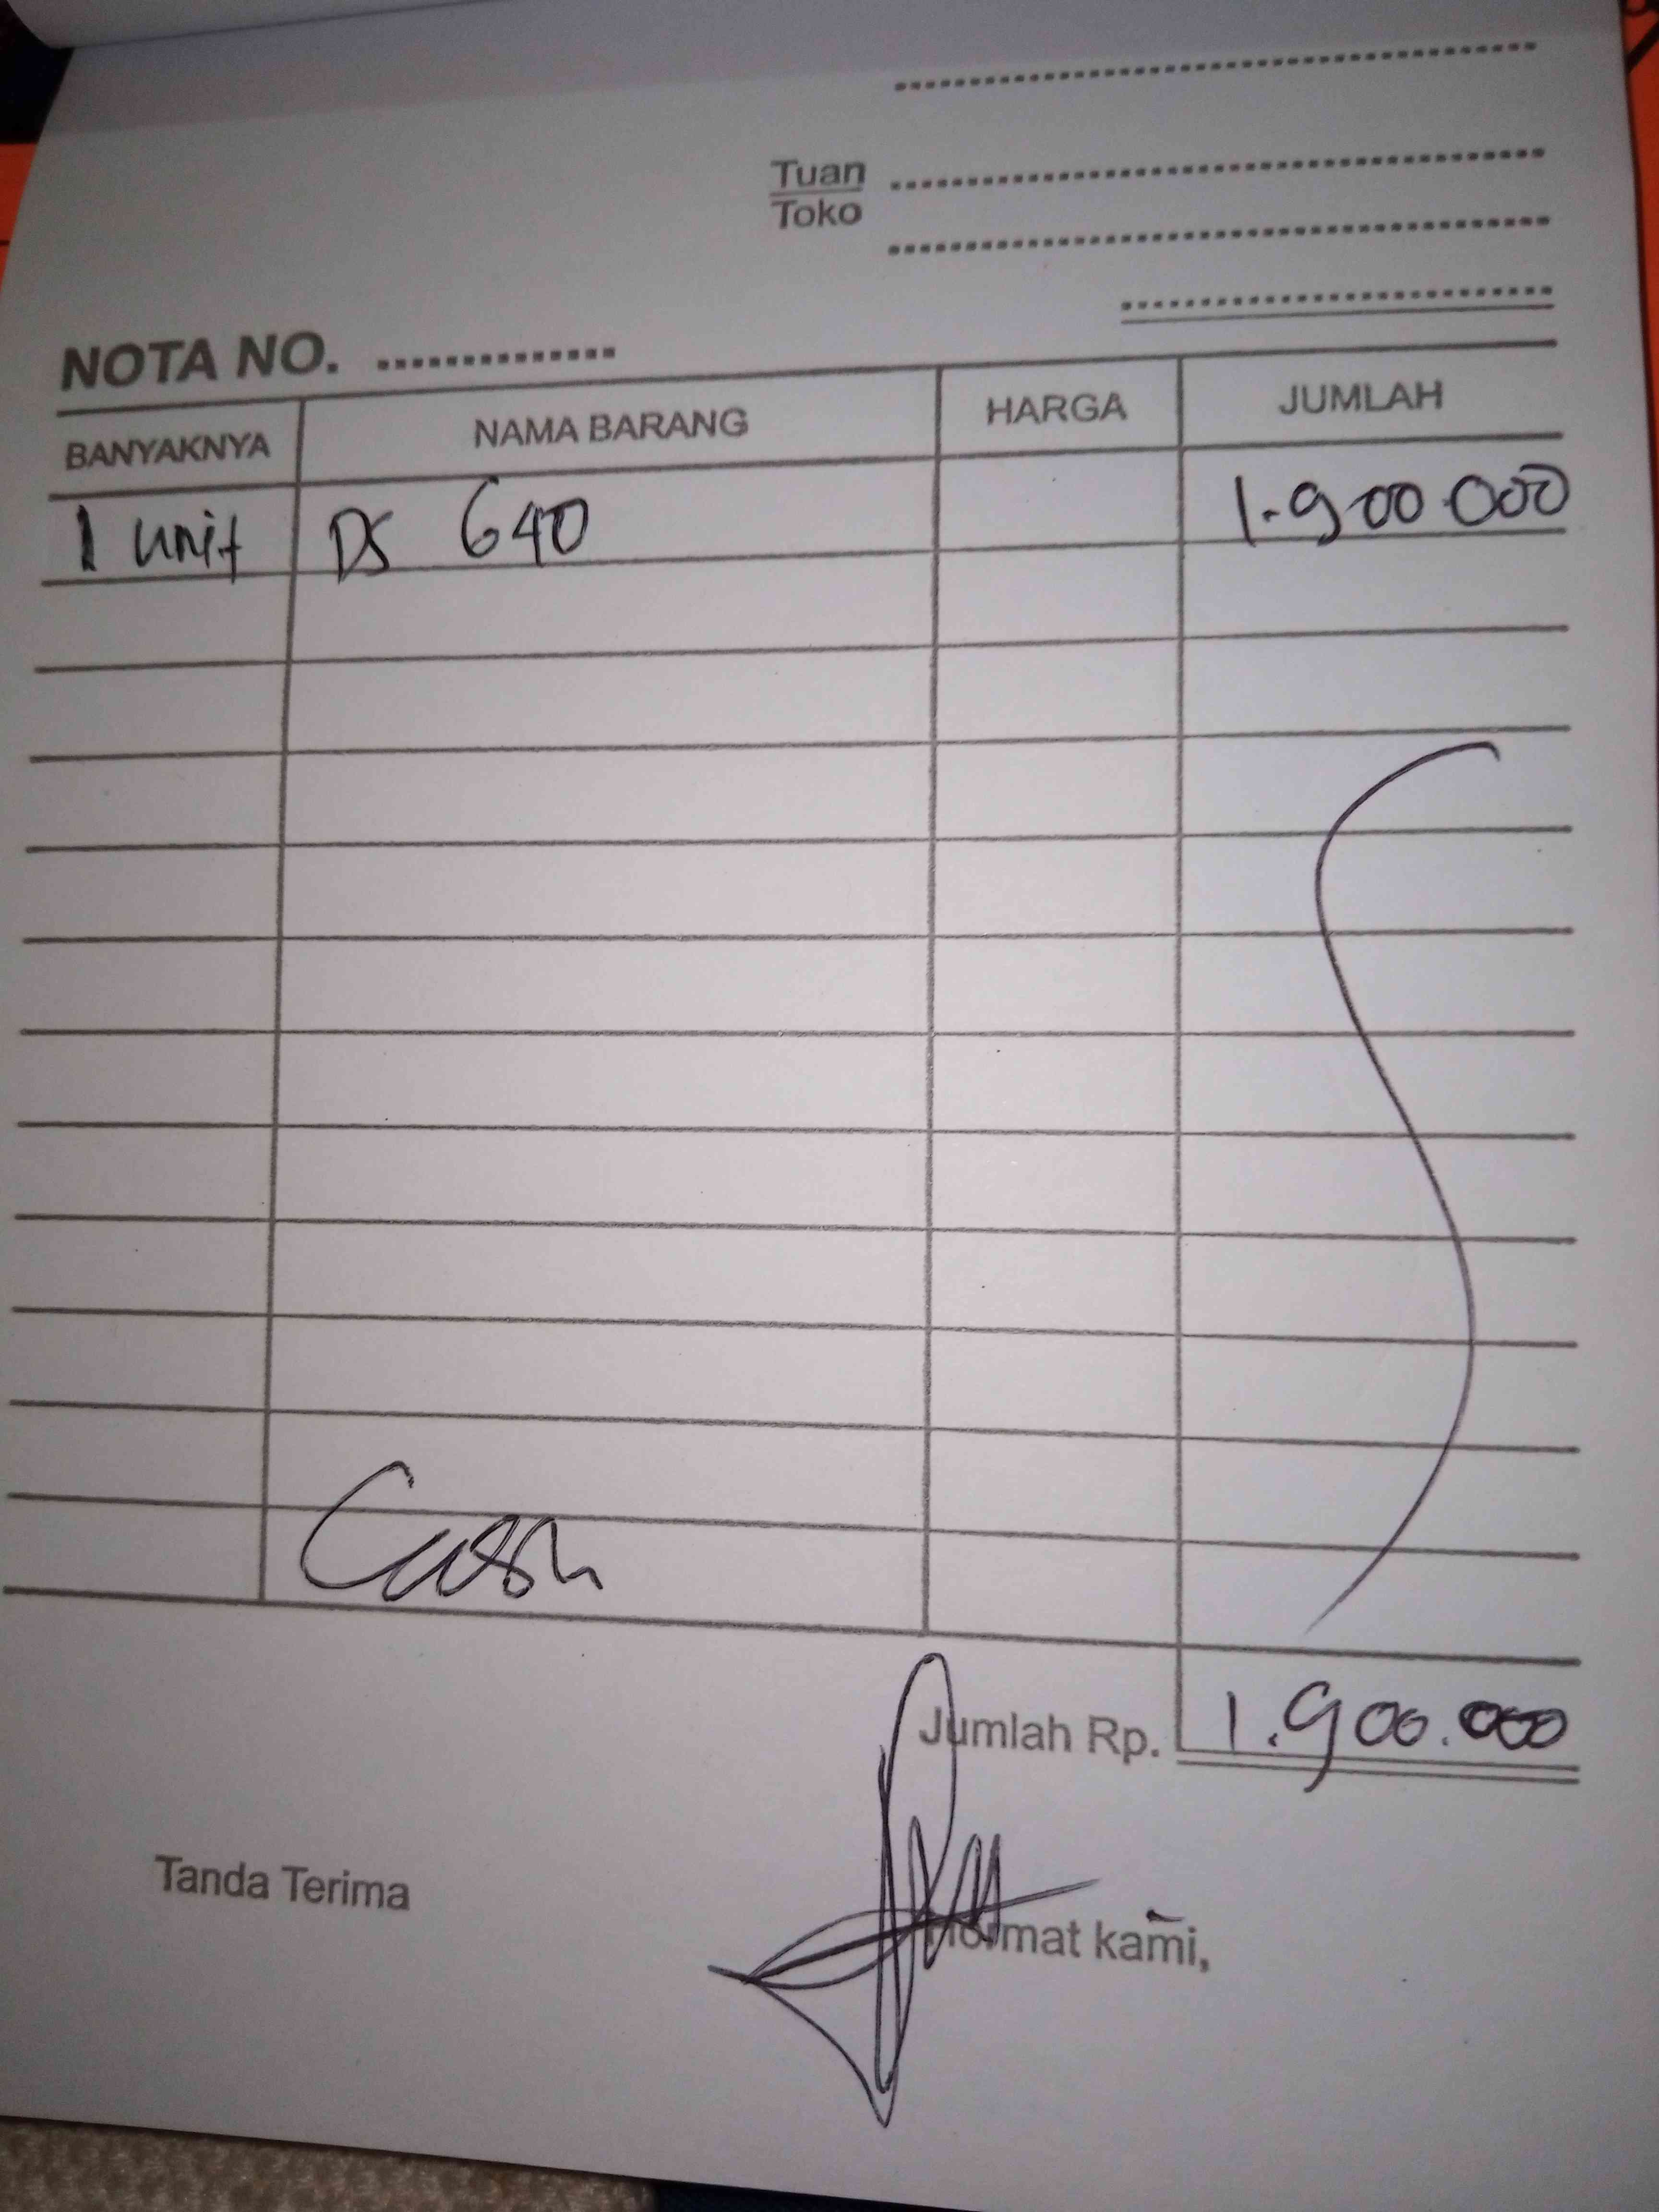 Tuan
Toko
NOTA NO.
BANYAKNYA NAMA BARANG HARGA JUMLAH
1 unit DS 640 1.900.000
Cash
Jumlah Rp. 1.900.000
Tanda Terima
Hormat kami,